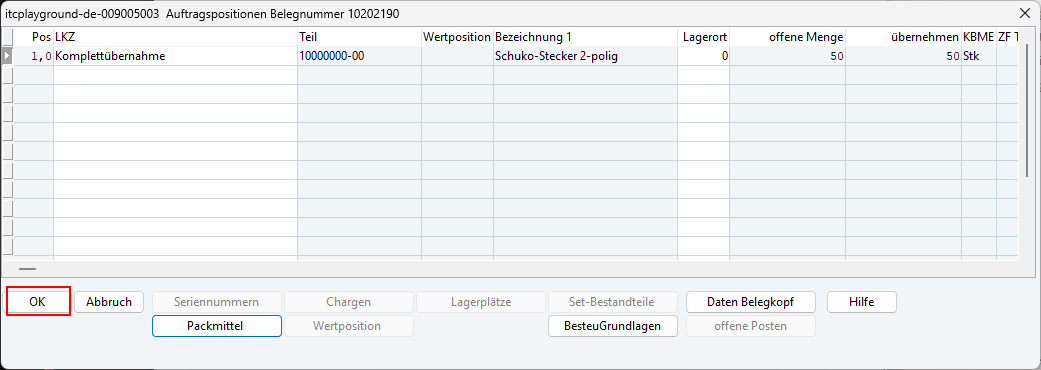 itcplayground-de-009005003 Auftragspositionen Belegnummer 10202190
Pos LKZ Teil Wertposition Bezeichnung 1 Lagerort offene Menge übernehmen KBME ZF T
1,0 Komplettübernahme 10000000-00 Schuko-Stecker 2-polig 0 50 50 Stk
OK Abbruch Seriennummern Chargen Lagerplätze Set-Bestandteile Daten Belegkopf Hilfe
Packmittel Wertposition BesteuGrundlagen offene Posten